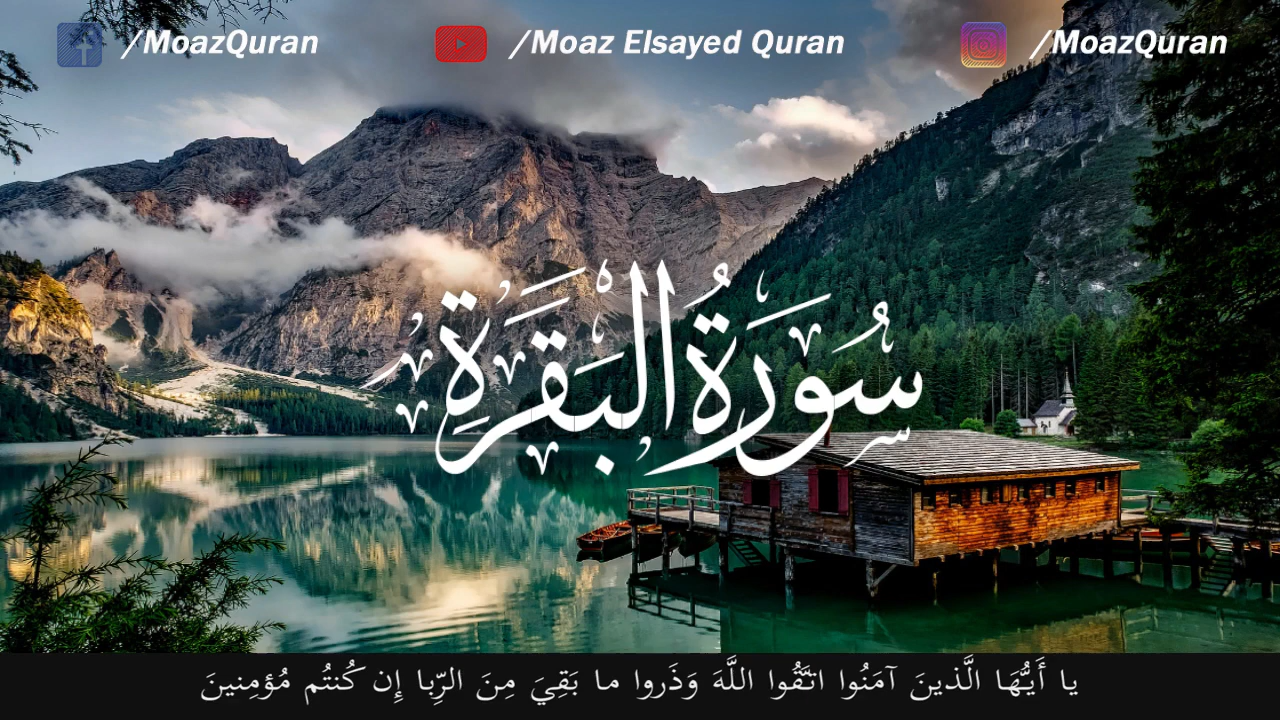 /MoazQuran /Moaz Elsayed Quran /MoazQuran
سُورَةُ البَقَرَةِ
يا أَيُّهَا الَّذينَ آمَنُوا اتَّقُوا اللَّهَ وَذَروا ما بَقِيَ مِنَ الرِّبا إِن كُنتُم مُؤمِنينَ